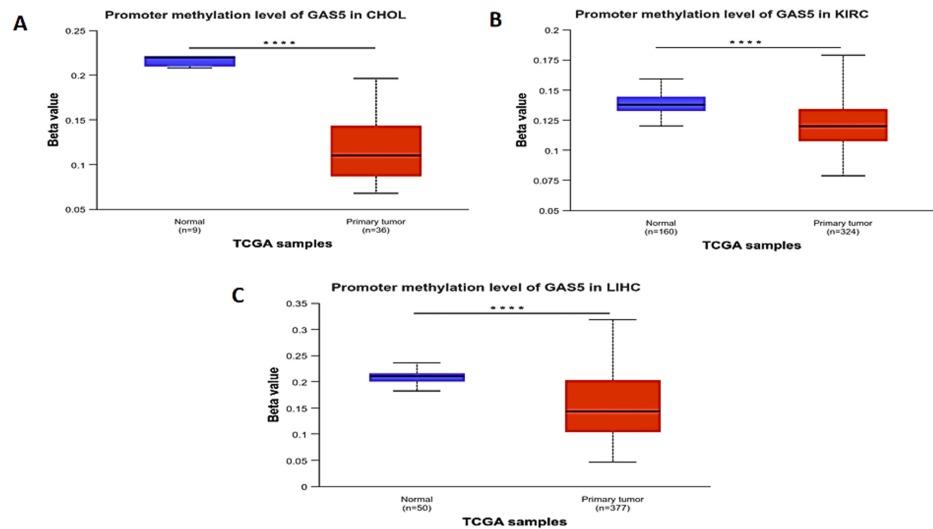 A
Promoter methylation level of GAS5 in CHOL
****
0.25
0.2
0.15
0.1
0.05
Beta value
Normal
(n=9)
Primary tumor
(n=36)
TCGA samples
B
Promoter methylation level of GAS5 in KIRC
****
0.2
0.175
0.15
0.125
0.1
0.075
0.05
Beta value
Normal
(n=160)
Primary tumor
(n=324)
TCGA samples
C
Promoter methylation level of GAS5 in LIHC
****
0.35
0.3
0.25
0.2
0.15
0.1
0.05
0
Beta value
Normal
(n=50)
Primary tumor
(n=377)
TCGA samples